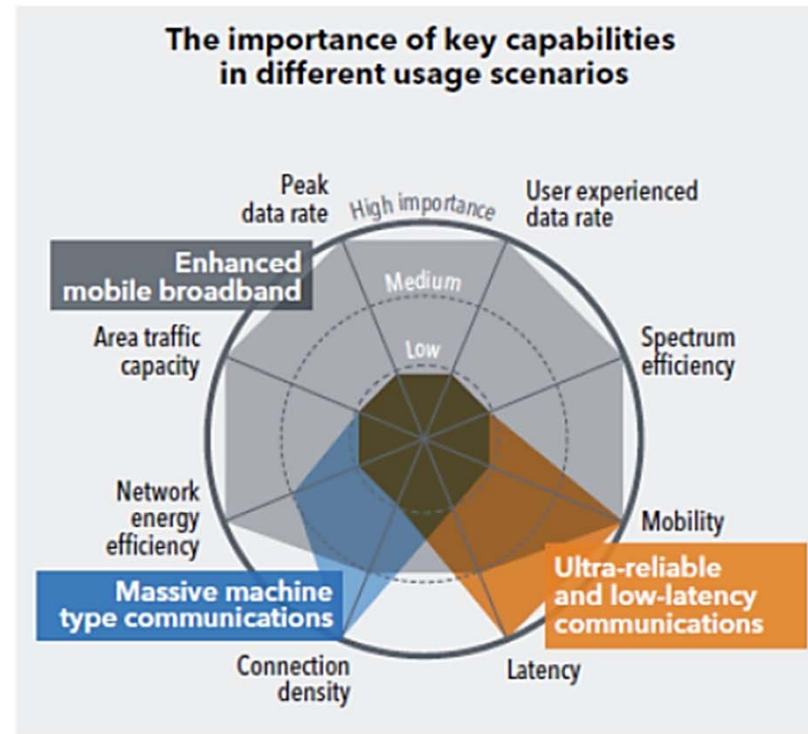 The importance of key capabilities
in different usage scenarios
Peak
data rate
High importance
User experienced
data rate
Enhanced
mobile broadband
Medium
Area traffic
capacity
Low
Spectrum
efficiency
Network
energy
efficiency
Mobility
Massive machine
type communications
Ultra-reliable
and low-latency
communications
Connection
density
Latency